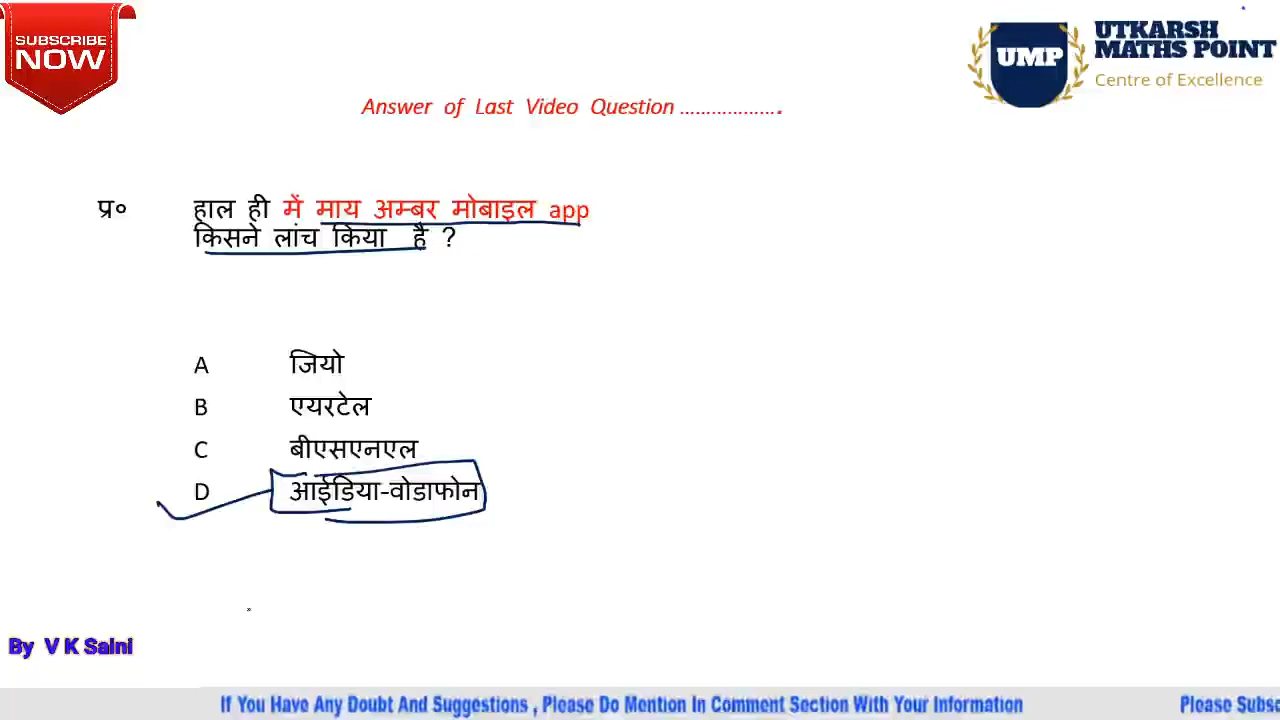 SUBSCRIBE
NOW
UMP
UTKARSH
MATHS POINT
Centre of Excellence
Answer of Last Video Question ...................
प्र० हाल ही में माय अम्बर मोबाइल app
किसने लांच किया है ?
A जियो
B एयरटेल
C बीएसएनएल
D आईडिया-वोडाफोन
By V K Saini
If You Have Any Doubt And Suggestions , Please Do Mention In Comment Section With Your Information
Please Subsc